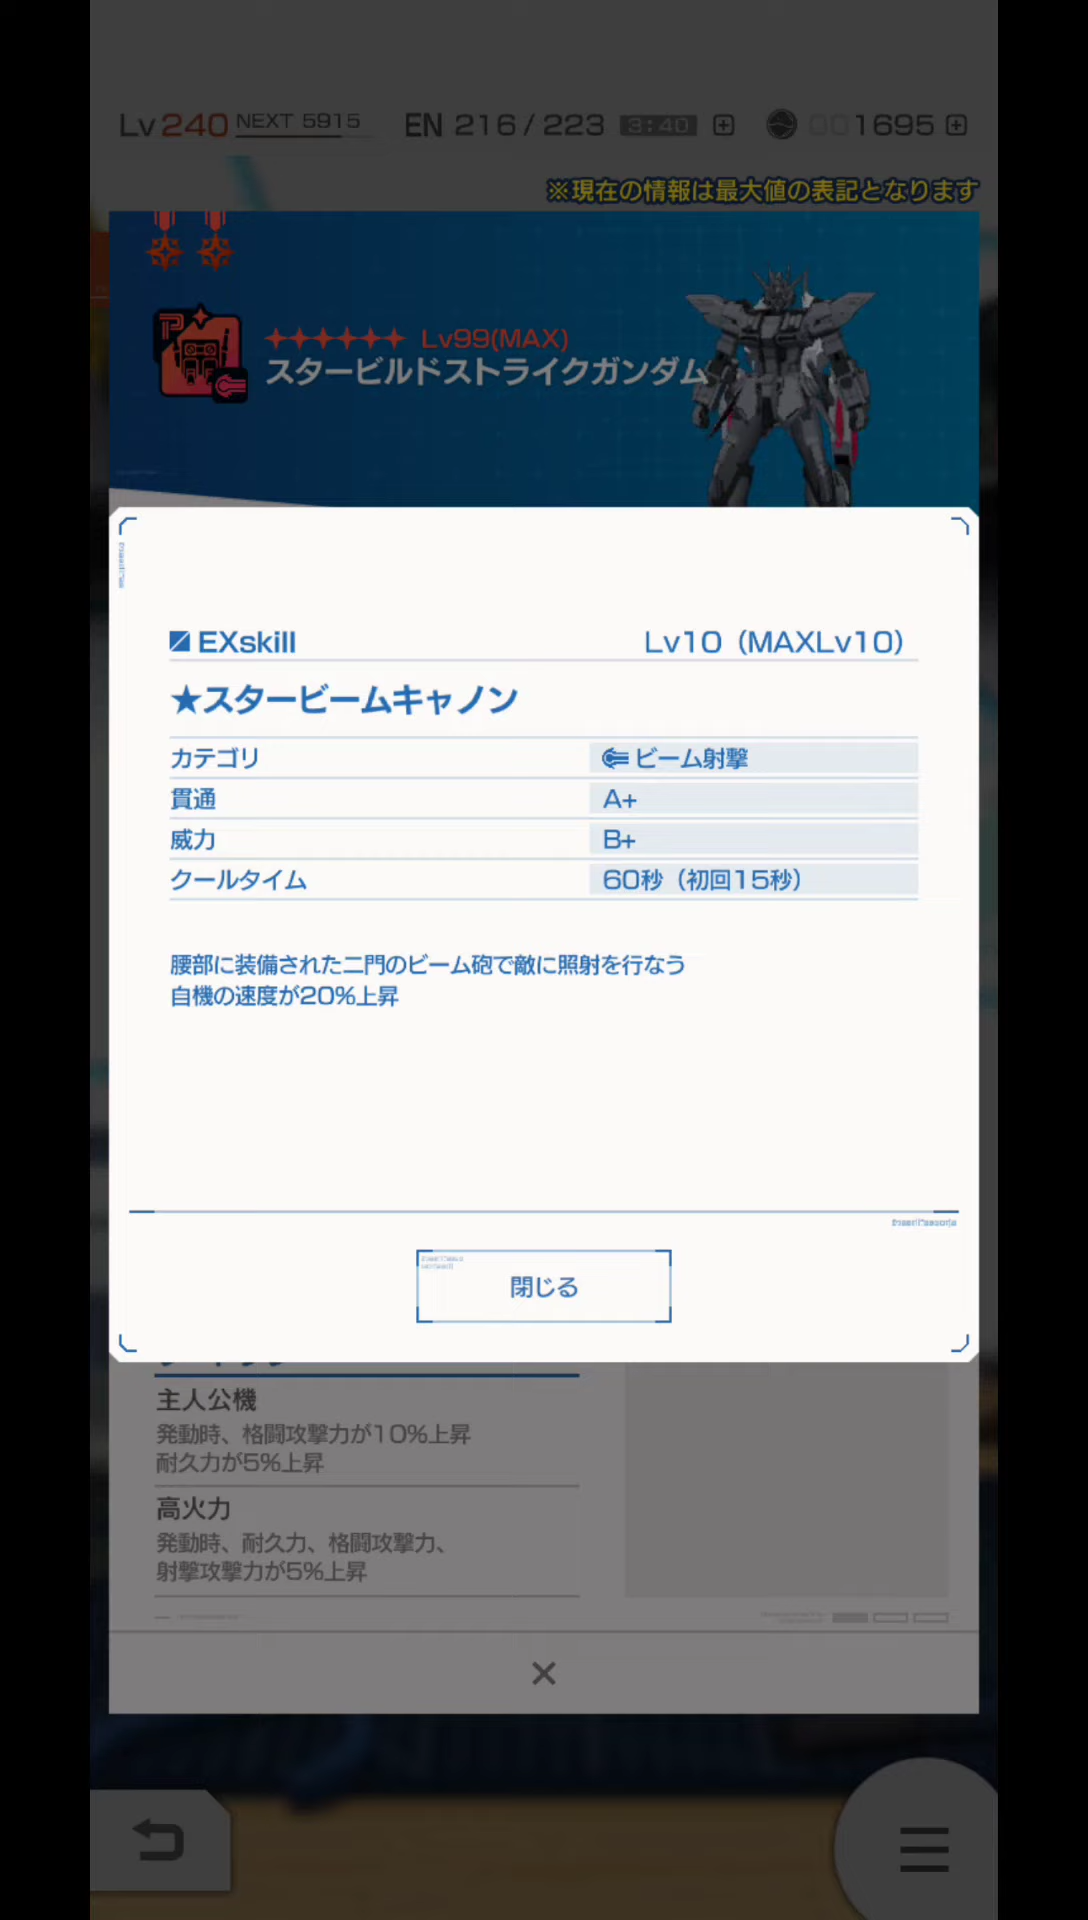 Lv240 NEXT 5915 EN 216/223 3:40 001695
※現在の情報は最大値の表記となります
Lv99(MAX)
スタービルドストライクガンダム
EXskill Lv10（MAXLv10）
★スタービームキャノン
カテゴリ ビーム射撃
貫通 A+
威力 B+
クールタイム 60秒（初回15秒）
腰部に装備された二門のビーム砲で敵に照射を行なう
自機の速度が20%上昇
閉じる
主人公機
発動時、格闘攻撃力が10%上昇
耐久力が5%上昇
高火力
発動時、耐久力、格闘攻撃力、
射撃攻撃力が5%上昇